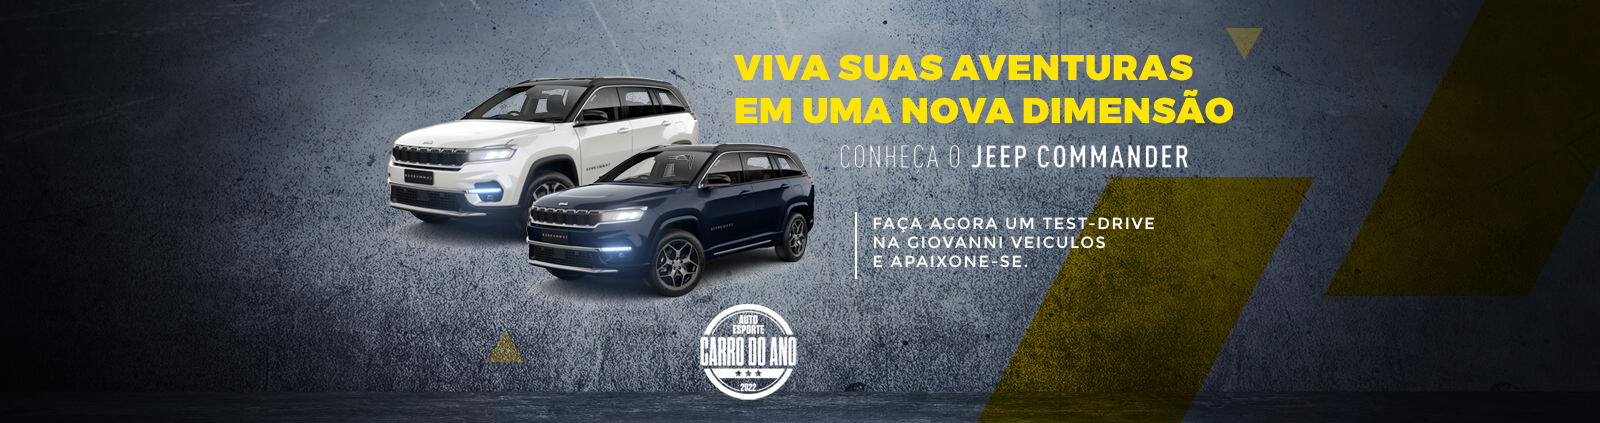 VIVA SUAS AVENTURAS
EM UMA NOVA DIMENSÃO
CONHEÇA O JEEP COMMANDER
FAÇA AGORA UM TEST-DRIVE
NA GIOVANNI VEICULOS
E APAIXONE-SE.
AUTO
ESPORTE
CARRO DO ANO
2022